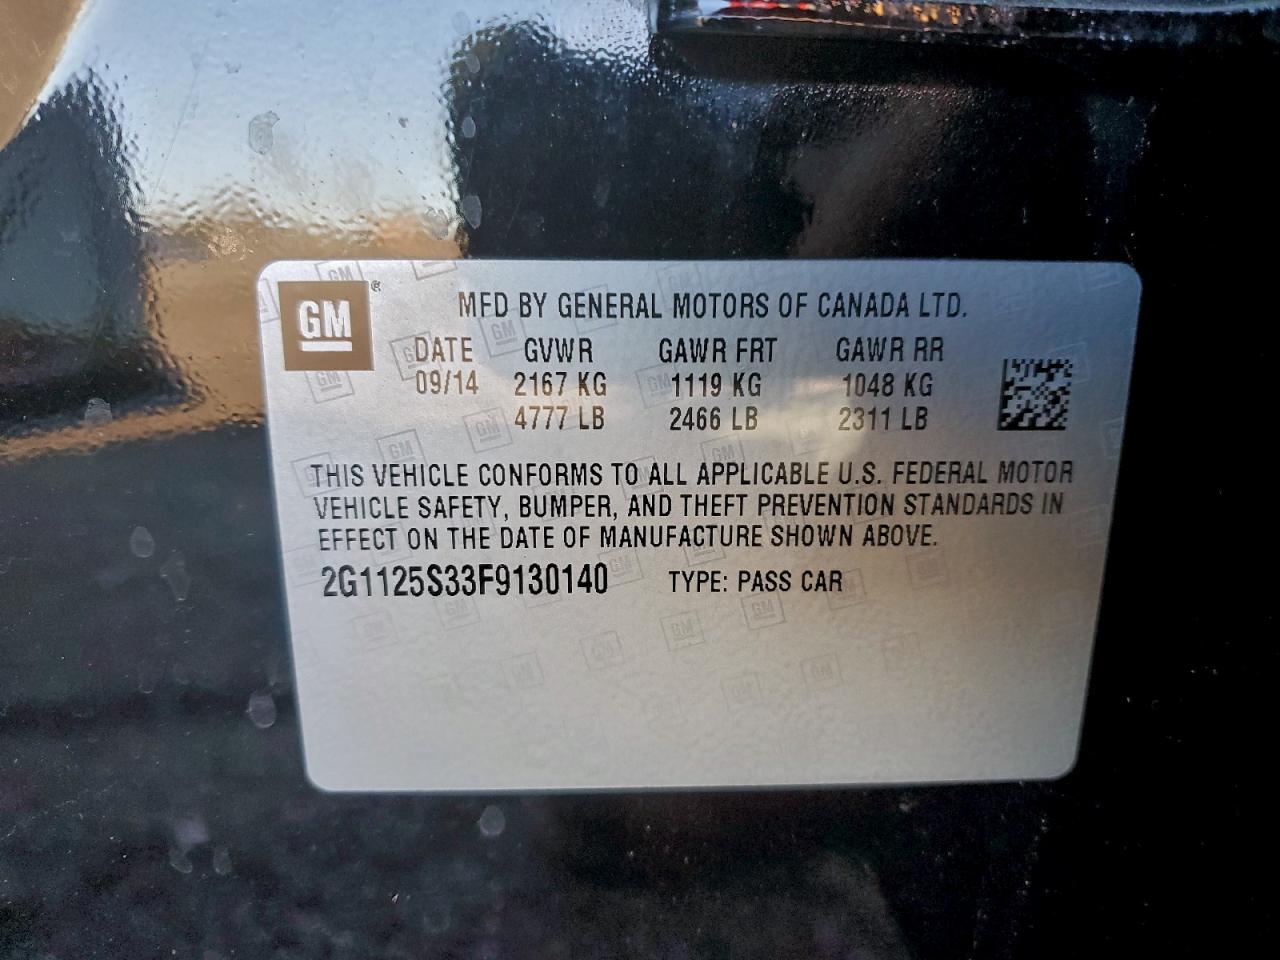 GM® MFD BY GENERAL MOTORS OF CANADA LTD.
DATE GVWR GAWR FRT GAWR RR
09/14 2167 KG 1119 KG 1048 KG
4777 LB 2466 LB 2311 LB
THIS VEHICLE CONFORMS TO ALL APPLICABLE U.S. FEDERAL MOTOR
VEHICLE SAFETY, BUMPER, AND THEFT PREVENTION STANDARDS IN
EFFECT ON THE DATE OF MANUFACTURE SHOWN ABOVE.
2G1125S33F9130140 TYPE: PASS CAR